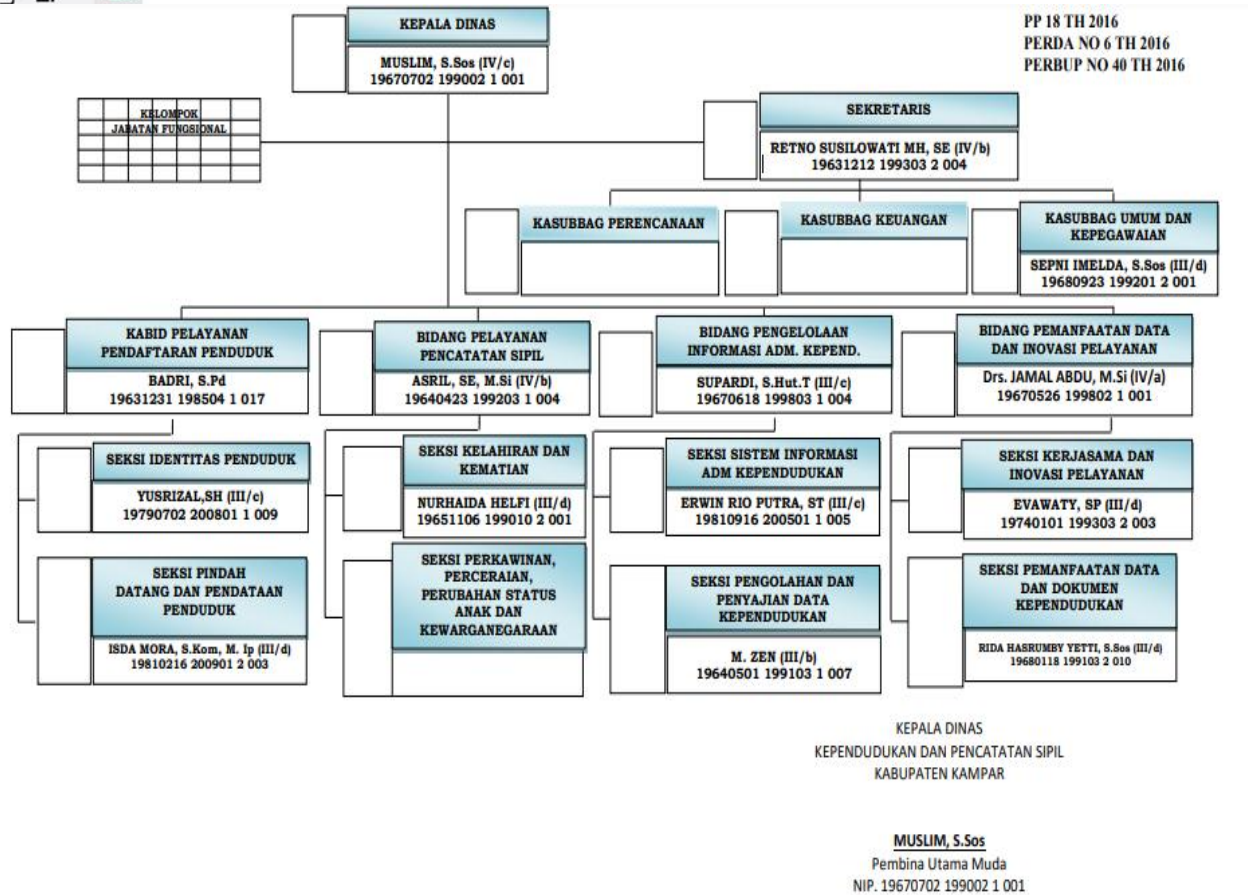 KEPALA DINAS
MUSLIM, S.Sos (IV/c)
19670702 199002 1 001
PP 18 TH 2016
PERDA NO 6 TH 2016
PERBUP NO 40 TH 2016
KELOMPOK
JABATAN FUNGSIONAL
SEKRETARIS
RETNO SUSILOWATI MH, SE (IV/b)
19631212 199303 2 004
KASUBBAG PERENCANAAN
KASUBBAG KEUANGAN
KASUBBAG UMUM DAN
KEPEGAWAIAN
SEPNI IMELDA, S.Sos (III/d)
19680923 199201 2 001
KABID PELAYANAN
PENDAFTARAN PENDUDUK
BADRI, S.Pd
19631231 198504 1 017
BIDANG PELAYANAN
PENCATATAN SIPIL
ASRIL, SE, M.Si (IV/b)
19640423 199203 1 004
BIDANG PENGELOLAAN
INFORMASI ADM. KEPEND.
SUPARDI, S.Hut.T (III/c)
19670618 199803 1 004
BIDANG PEMANFAATAN DATA
DAN INOVASI PELAYANAN
Drs. JAMAL ABDU, M.Si (IV/a)
19670526 199802 1 001
SEKSI IDENTITAS PENDUDUK
YUSRIZAL,SH (III/c)
19790702 200801 1 009
SEKSI KELAHIRAN DAN
KEMATIAN
NURHAIDA HELFI (III/d)
19651106 199010 2 001
SEKSI SISTEM INFORMASI
ADM KEPENDUDUKAN
ERWIN RIO PUTRA, ST (III/c)
19810916 200501 1 005
SEKSI KERJASAMA DAN
INOVASI PELAYANAN
EVAWATY, SP (III/d)
19740101 199303 2 003
SEKSI PINDAH
DATANG DAN PENDATAAN
PENDUDUK
ISDA MORA, S.Kom, M. Ip (III/d)
19810216 200901 2 003
SEKSI PERKAWINAN,
PERCERAIAN,
PERUBAHAN STATUS
ANAK DAN
KEWARGANEGARAAN
SEKSI PENGOLAHAN DAN
PENYAJIAN DATA
KEPENDUDUKAN
M. ZEN (III/b)
19640501 199103 1 007
SEKSI PEMANFAATAN DATA
DAN DOKUMEN
KEPENDUDUKAN
RIDA HASRUMBY YETTI, S.Sos (III/d)
19680118 199103 2 010
KEPALA DINAS
KEPENDUDUKAN DAN PENCATATAN SIPIL
KABUPATEN KAMPAR
MUSLIM, S.Sos
Pembina Utama Muda
NIP. 19670702 199002 1 001